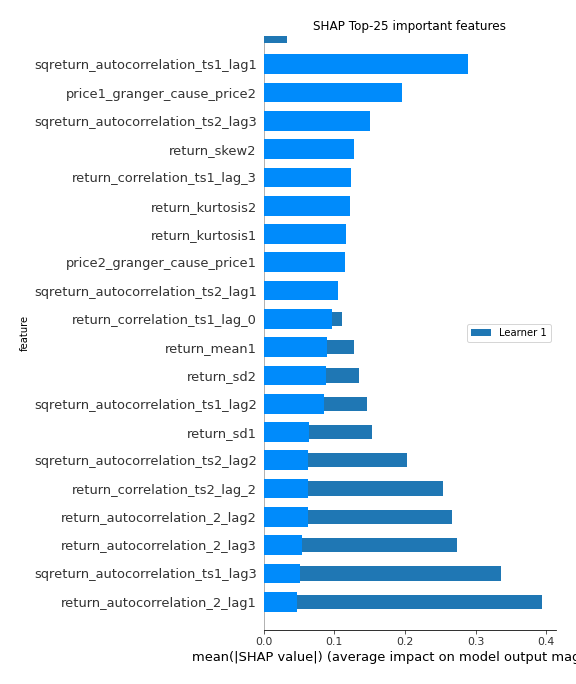 SHAP Top-25 important features
sqreturn_autocorrelation_ts1_lag1
price1_granger_cause_price2
sqreturn_autocorrelation_ts2_lag3
return_skew2
return_correlation_ts1_lag_3
return_kurtosis2
return_kurtosis1
price2_granger_cause_price1
sqreturn_autocorrelation_ts2_lag1
return_correlation_ts1_lag_0
feature
Learner 1
return_mean1
return_sd2
sqreturn_autocorrelation_ts1_lag2
return_sd1
sqreturn_autocorrelation_ts2_lag2
return_correlation_ts2_lag_2
return_autocorrelation_2_lag2
return_autocorrelation_2_lag3
sqreturn_autocorrelation_ts1_lag3
return_autocorrelation_2_lag1
0.0 0.1 0.2 0.3 0.4
mean(|SHAP value|) (average impact on model output mag